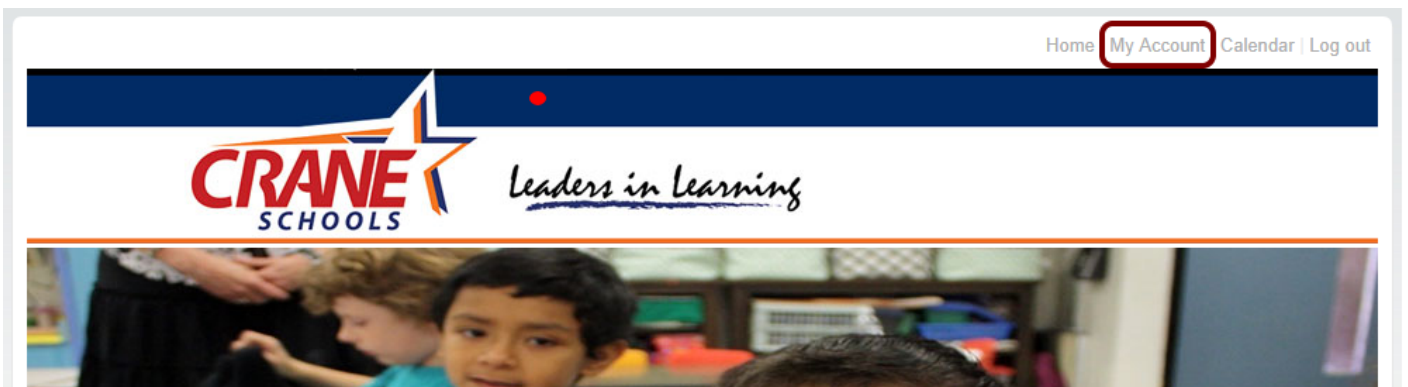 Home My Account Calendar | Log out
CRANE
SCHOOLS
Leaders in Learning